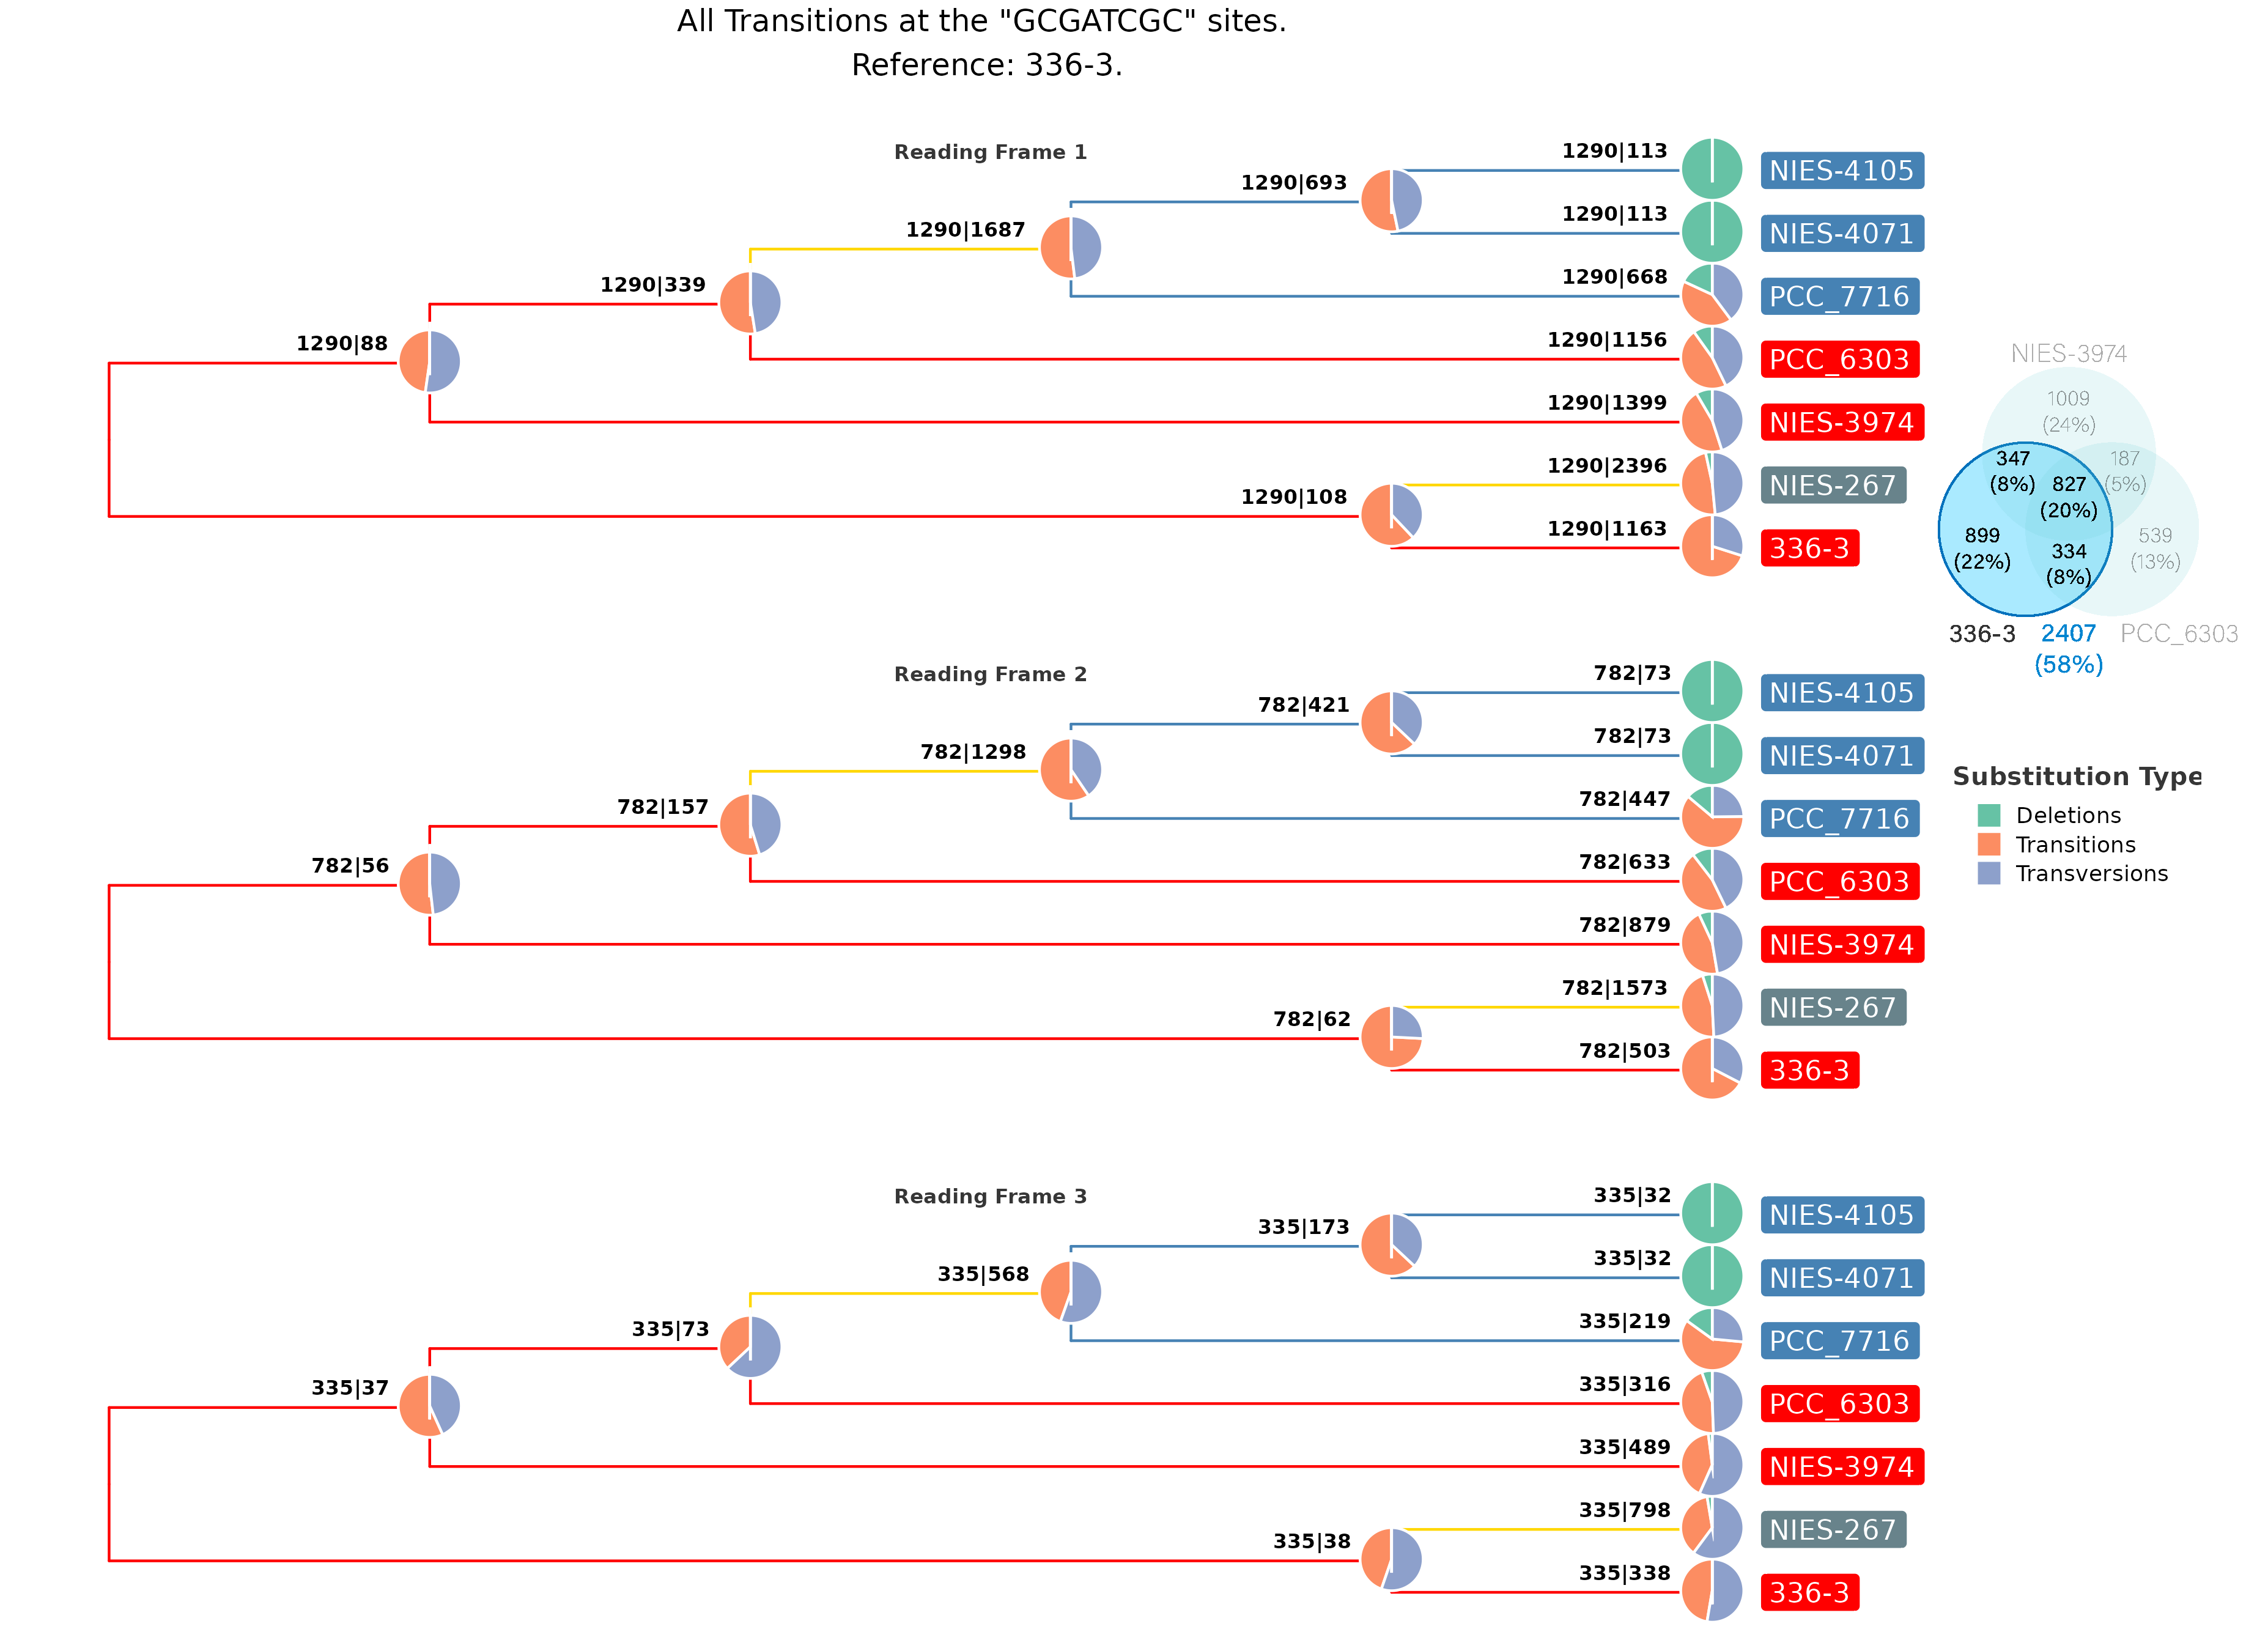 All Transitions at the "GCGATCGC" sites.
Reference: 336-3.
Reading Frame 1
1290|113
NIES-4105
1290|693
1290|113
NIES-4071
1290|1687
1290|668
PCC_7716
1290|339
1290|1156
PCC_6303
1290|88
1290|1399
NIES-3974
1290|2396
NIES-267
1290|108
1290|1163
336-3
NIES-3974
1009
(24%)
347
(8%)
187
(5%)
827
(20%)
899
(22%)
334
(8%)
539
(13%)
336-3
2407
(58%)
PCC_6303
Reading Frame 2
782|73
NIES-4105
782|421
782|73
NIES-4071
782|1298
782|447
PCC_7716
782|157
782|633
PCC_6303
782|56
782|879
NIES-3974
782|1573
NIES-267
782|62
782|503
336-3
Substitution Type
Deletions
Transitions
Transversions
Reading Frame 3
335|32
NIES-4105
335|173
335|32
NIES-4071
335|568
335|219
PCC_7716
335|73
335|316
PCC_6303
335|37
335|489
NIES-3974
335|798
NIES-267
335|38
335|338
336-3